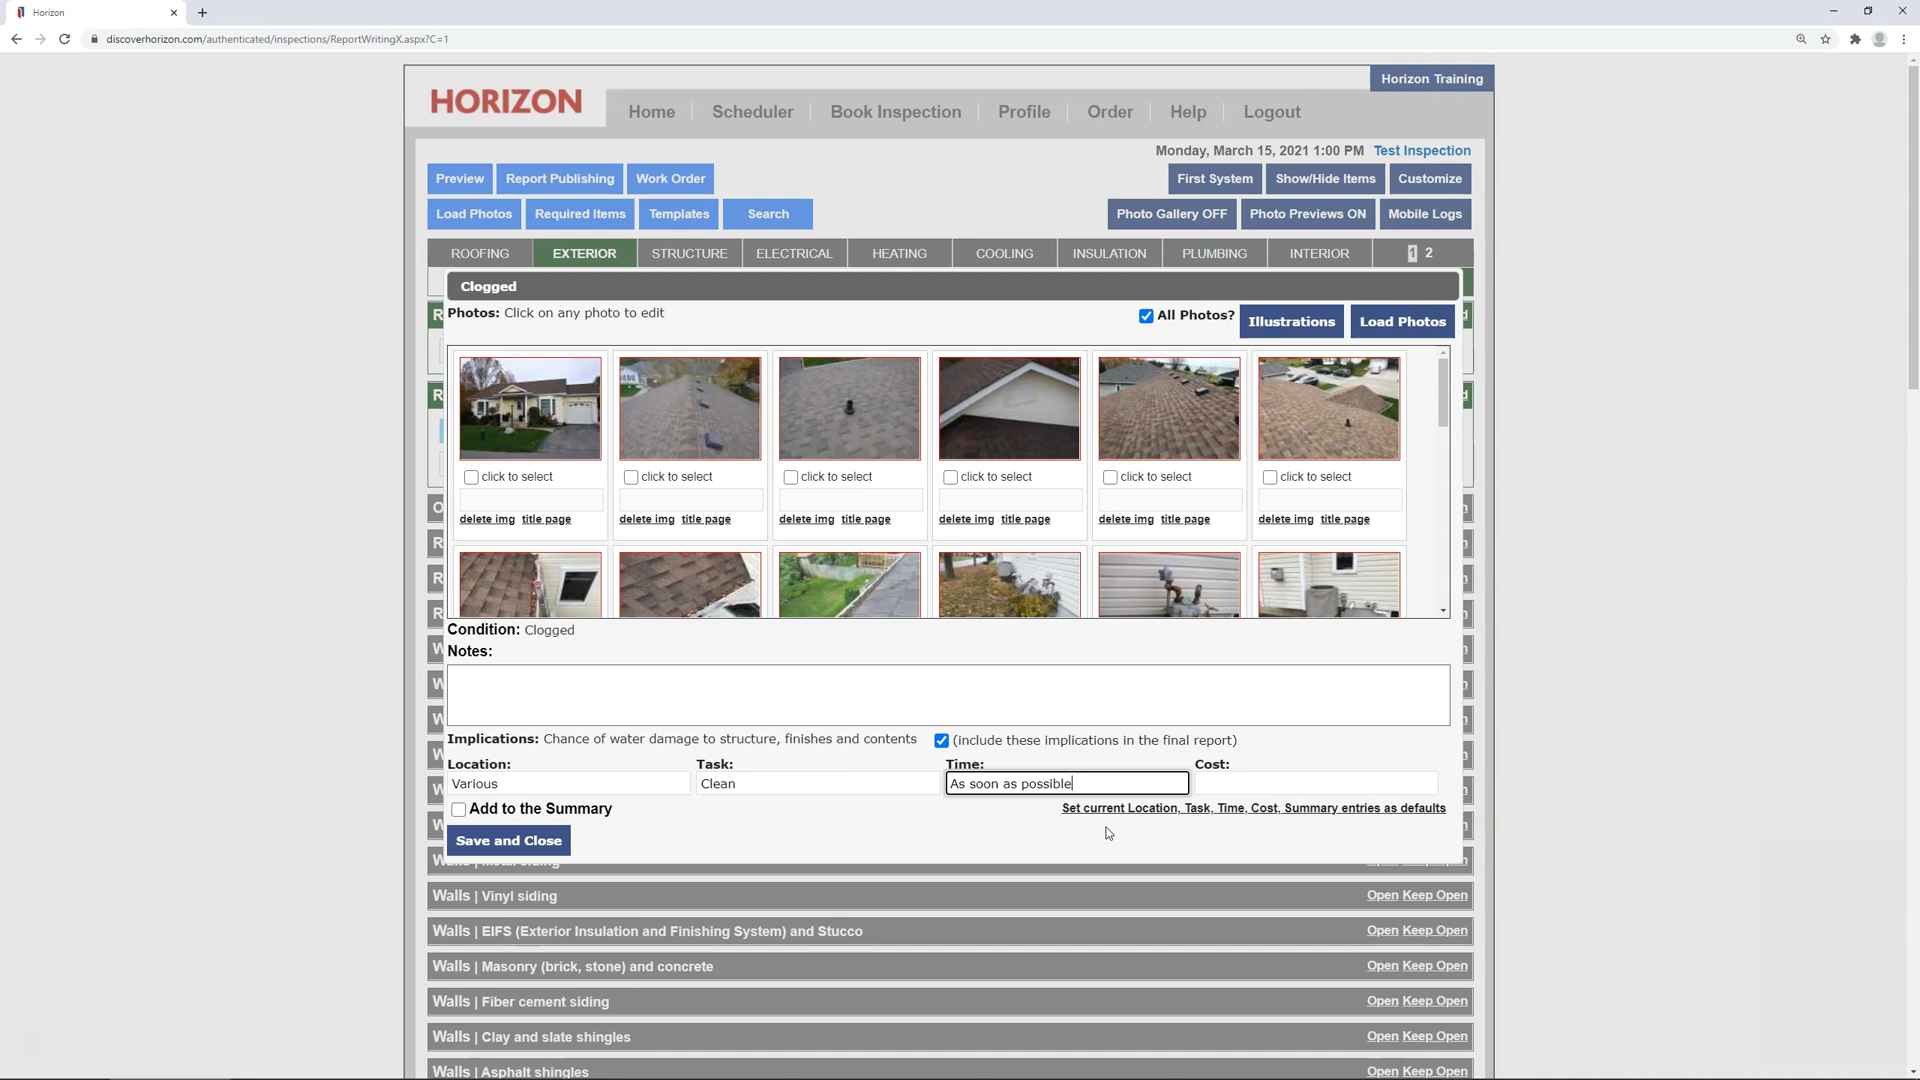 Horizon
discoverhorizon.com/authenticated/inspections/ReportWritingX.aspx?C=1
Horizon Training
HORIZON
Home Scheduler Book Inspection Profile Order Help Logout
Monday, March 15, 2021 1:00 PM Test Inspection
Preview Report Publishing Work Order First System Show/Hide Items Customize
Load Photos Required Items Templates Search Photo Gallery OFF Photo Previews ON Mobile Logs
ROOFING EXTERIOR STRUCTURE ELECTRICAL HEATING COOLING INSULATION PLUMBING INTERIOR 1 2
Clogged
Photos: Click on any photo to edit All Photos? Illustrations Load Photos
click to select click to select click to select click to select click to select click to select
delete img title page delete img title page delete img title page delete img title page delete img title page delete img title page
Condition: Clogged
Notes:
Implications: Chance of water damage to structure, finishes and contents (include these implications in the final report)
Location: Task: Time: Cost:
Various Clean As soon as possible
Add to the Summary Set current Location, Task, Time, Cost, Summary entries as defaults
Save and Close
Walls | Vinyl siding Open Keep Open
Walls | EIFS (Exterior Insulation and Finishing System) and Stucco Open Keep Open
Walls | Masonry (brick, stone) and concrete Open Keep Open
Walls | Fiber cement siding Open Keep Open
Walls | Clay and slate shingles Open Keep Open
Walls | Asphalt shingles Open Keep Open